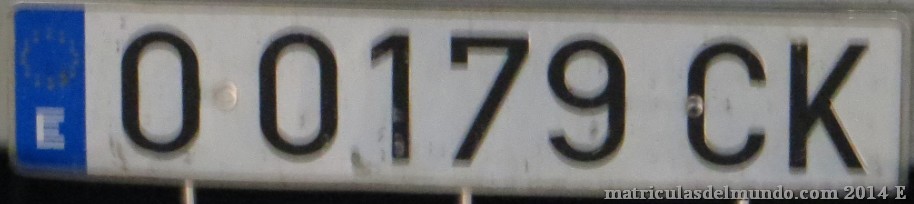 E O 0179 CK
matriculasdelmundo.com 2014 E